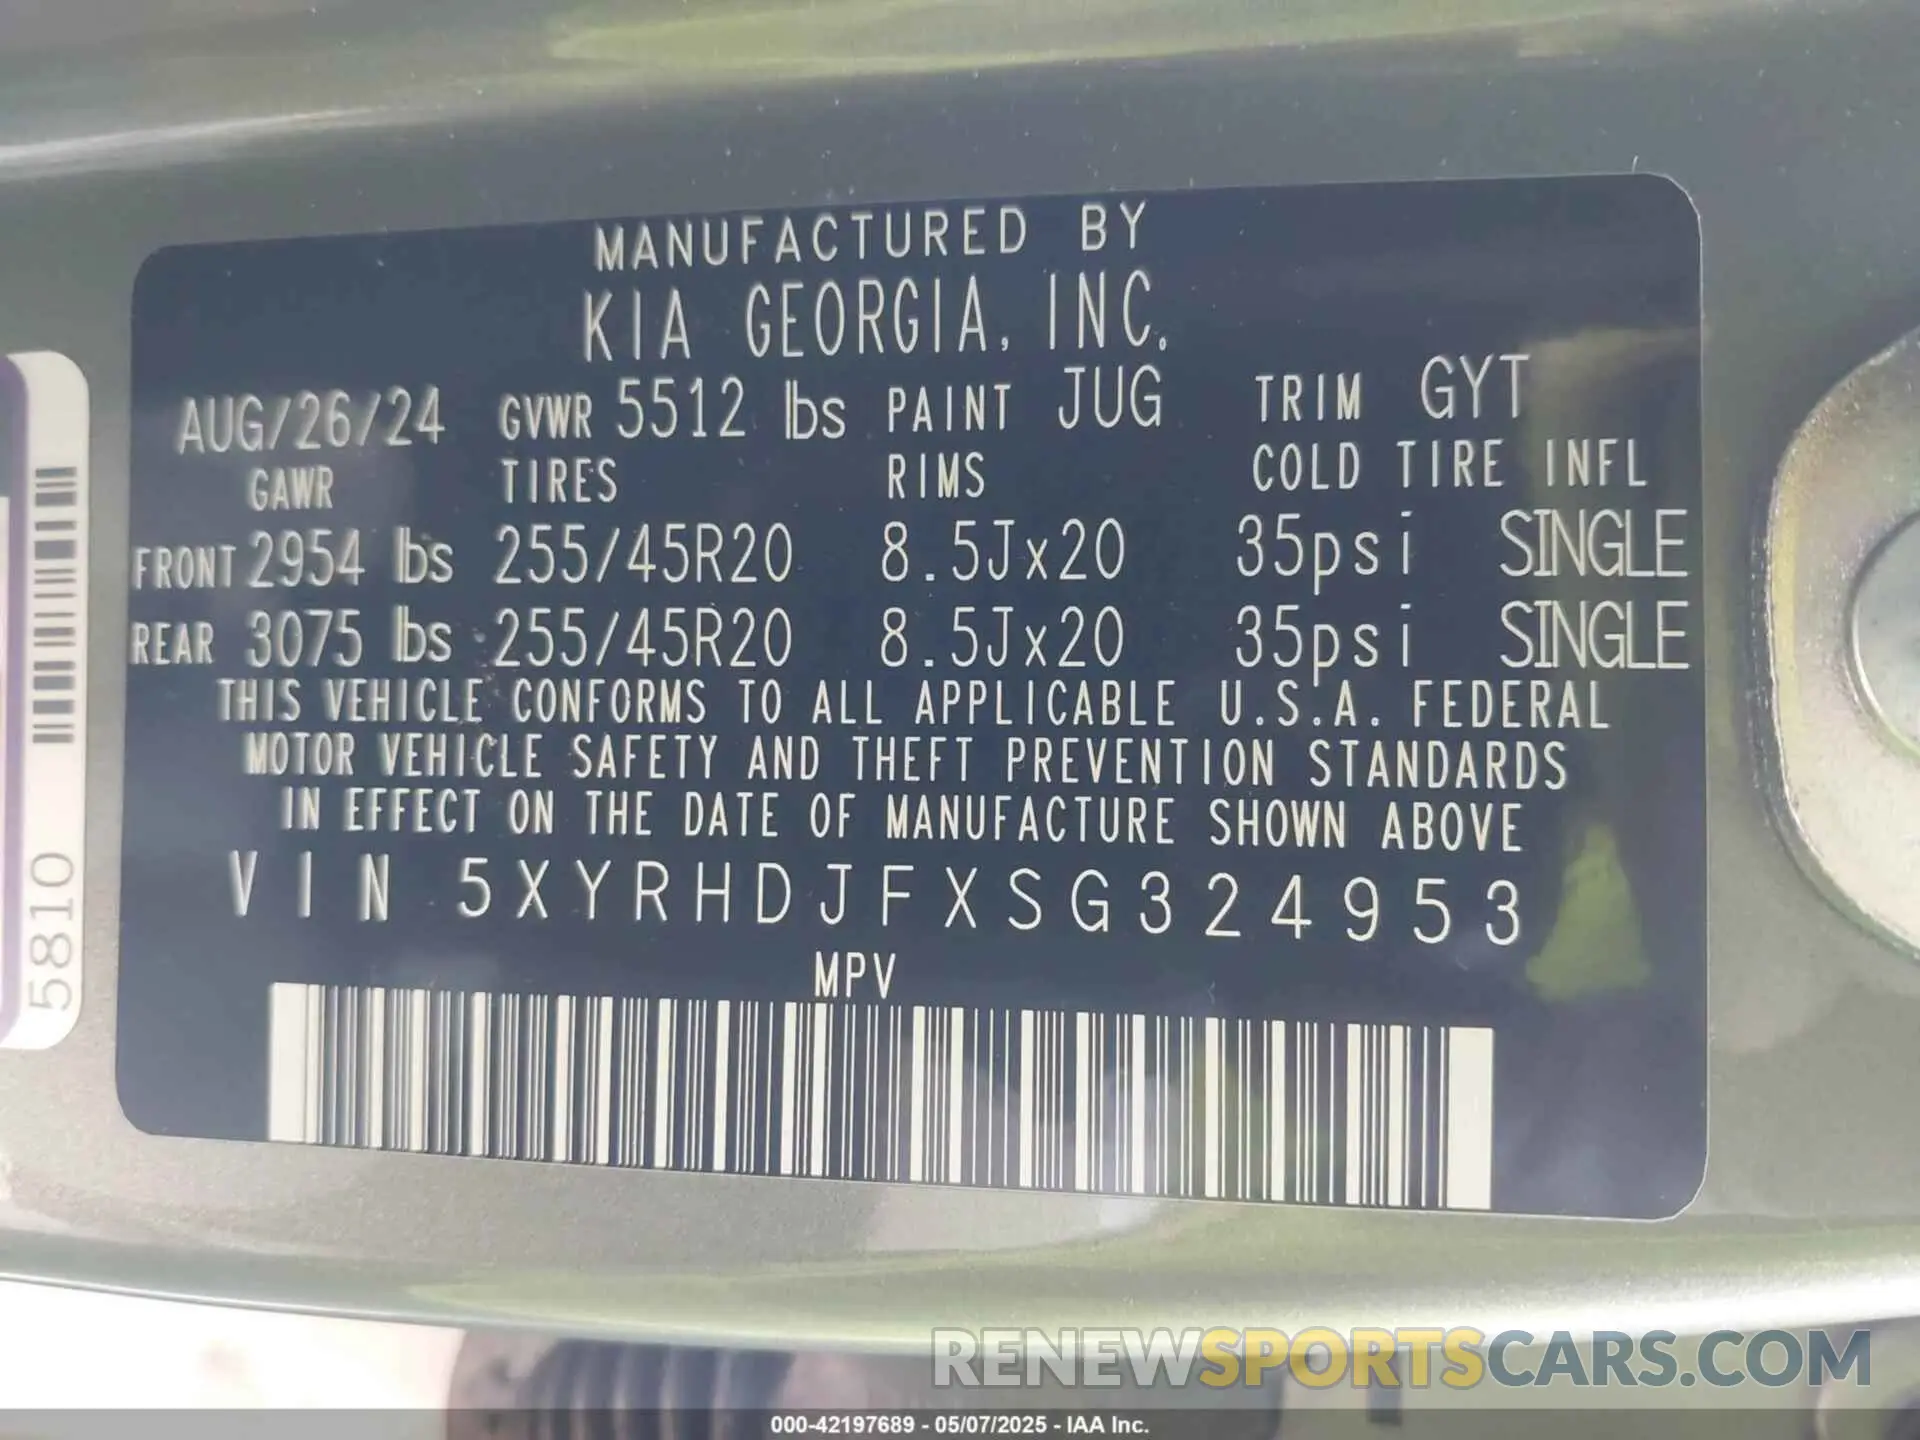 MANUFACTURED BY
KIA GEORGIA, INC.
AUG/26/24 GVWR 5512 lbs PAINT JUG TRIM GYT
GAWR TIRES RIMS COLD TIRE INFL
FRONT 2954 lbs 255/45R20 8.5Jx20 35psi SINGLE
REAR 3075 lbs 255/45R20 8.5Jx20 35psi SINGLE
THIS VEHICLE CONFORMS TO ALL APPLICABLE U.S.A. FEDERAL
MOTOR VEHICLE SAFETY AND THEFT PREVENTION STANDARDS
IN EFFECT ON THE DATE OF MANUFACTURE SHOWN ABOVE
VIN 5XYRHDJFXSG324953
MPV
5810
RENEWSPORTSCARS.COM
000-42197689 - 05/07/2025 - IAA Inc.